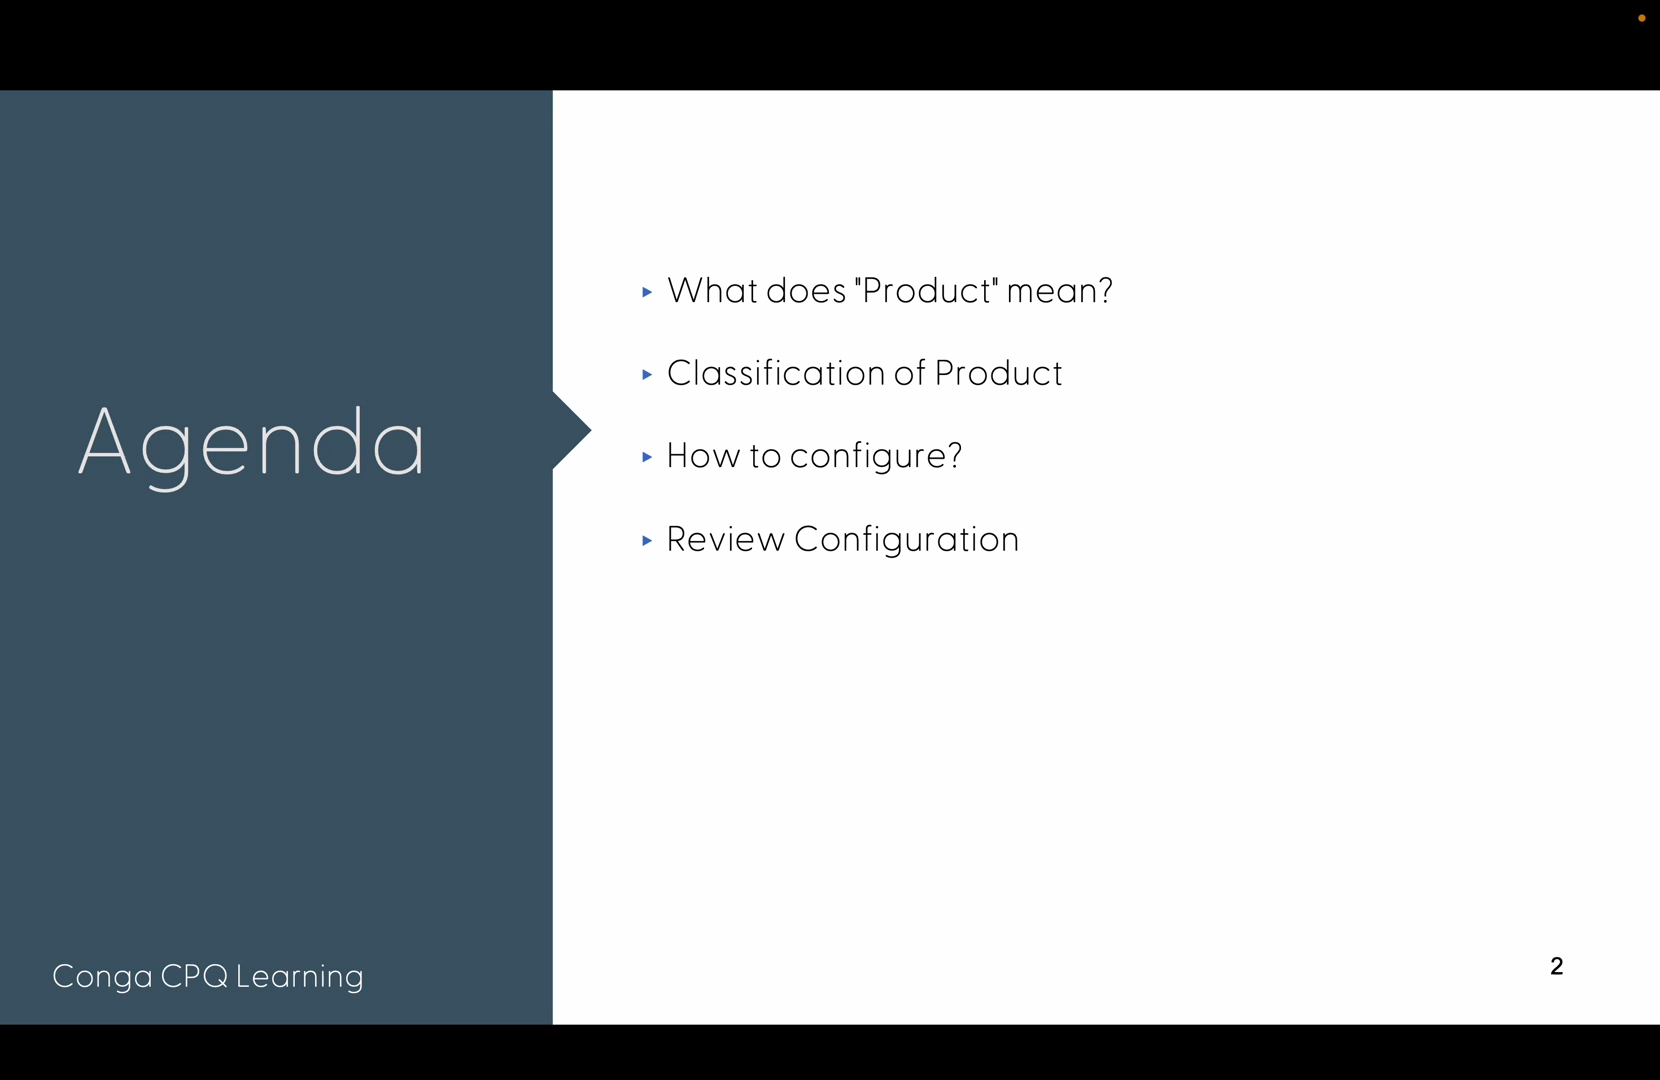 Agenda
What does "Product" mean?
Classification of Product
How to configure?
Review Configuration
Conga CPQ Learning
2